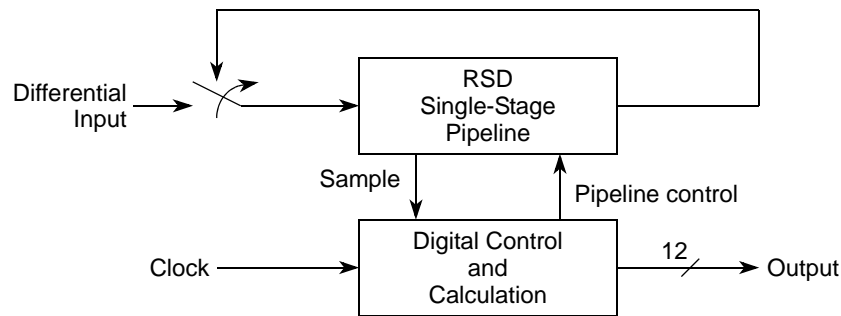 RSD
Single-Stage
Pipeline
Differential
Input
Sample
Pipeline control
Digital Control
and
Calculation
Clock
12
Output